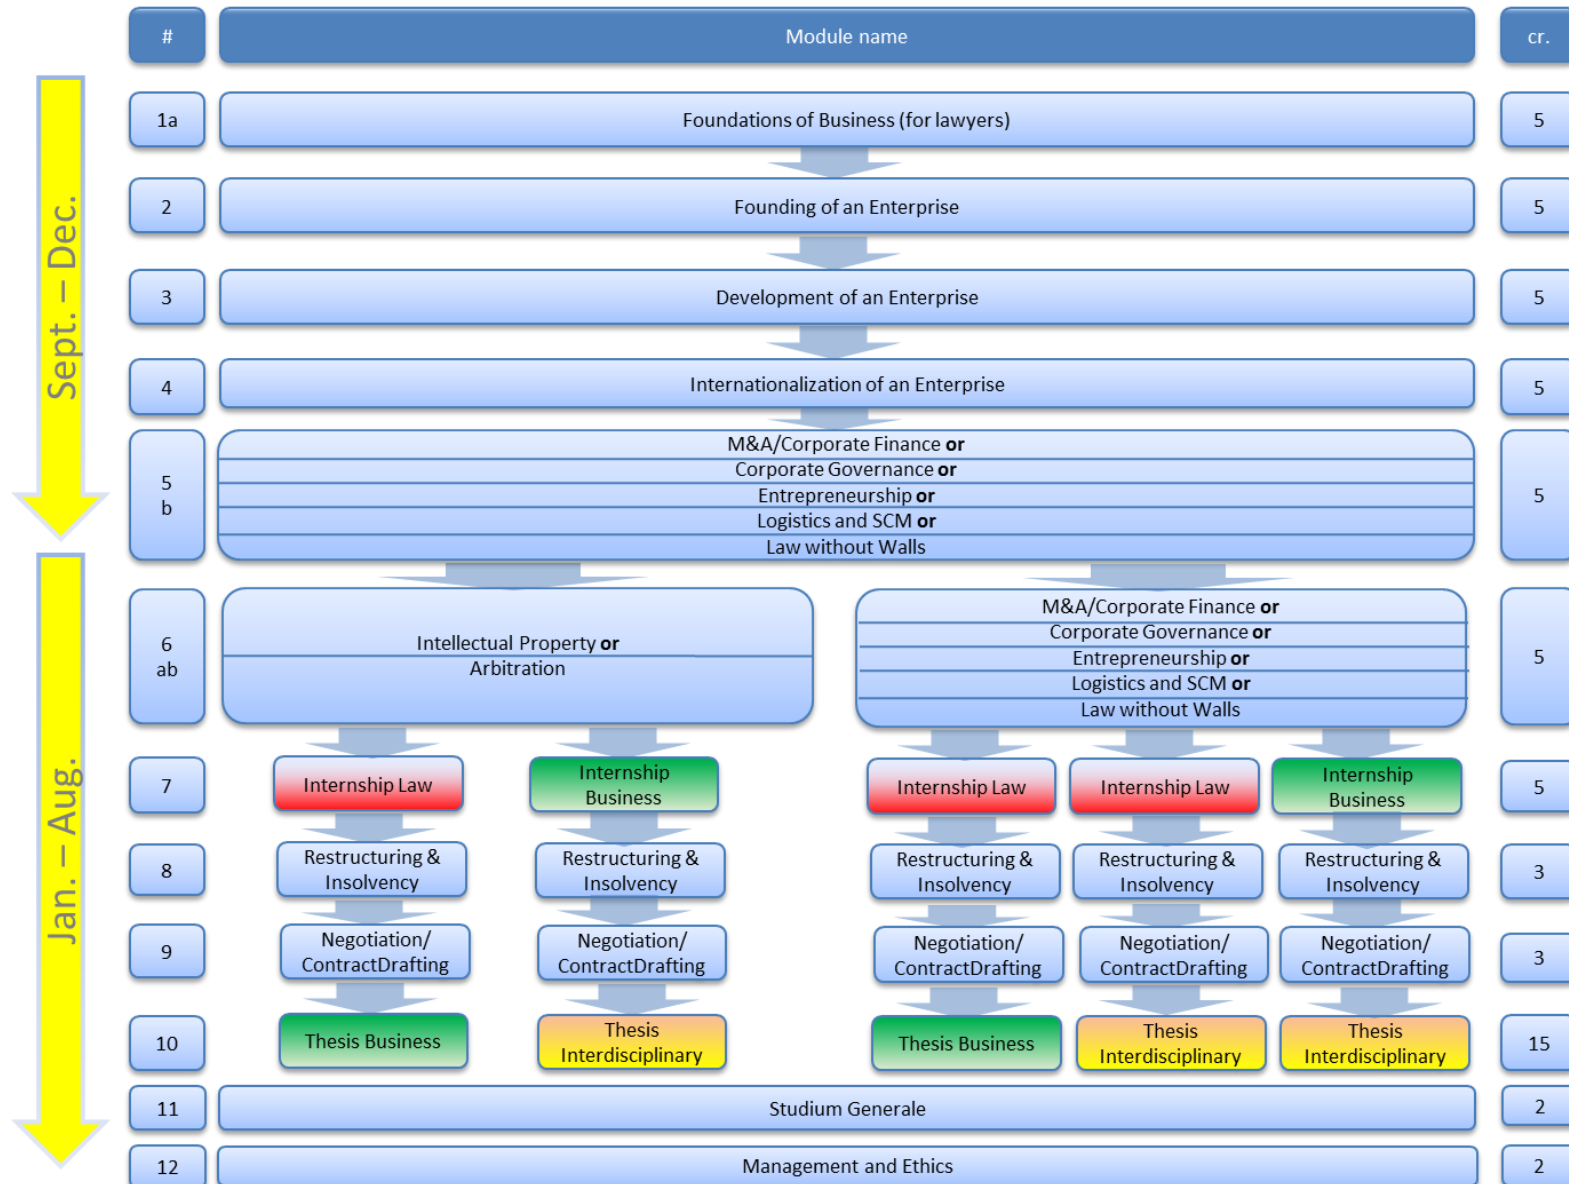 # Module name cr.
Sept. – Dec.
1a Foundations of Business (for lawyers) 5
2 Founding of an Enterprise 5
3 Development of an Enterprise 5
4 Internationalization of an Enterprise 5
5
b
M&A/Corporate Finance or
Corporate Governance or
Entrepreneurship or
Logistics and SCM or
Law without Walls
5
Jan. – Aug.
6
ab
Intellectual Property or
Arbitration
M&A/Corporate Finance or
Corporate Governance or
Entrepreneurship or
Logistics and SCM or
Law without Walls
5
7
Internship Law
Internship
Business
Internship Law
Internship Law
Internship
Business
5
8
Restructuring &
Insolvency
Restructuring &
Insolvency
Restructuring &
Insolvency
Restructuring &
Insolvency
Restructuring &
Insolvency
3
9
Negotiation/
ContractDrafting
Negotiation/
ContractDrafting
Negotiation/
ContractDrafting
Negotiation/
ContractDrafting
Negotiation/
ContractDrafting
3
10
Thesis Business
Thesis
Interdisciplinary
Thesis Business
Thesis
Interdisciplinary
Thesis
Interdisciplinary
15
11 Studium Generale 2
12 Management and Ethics 2